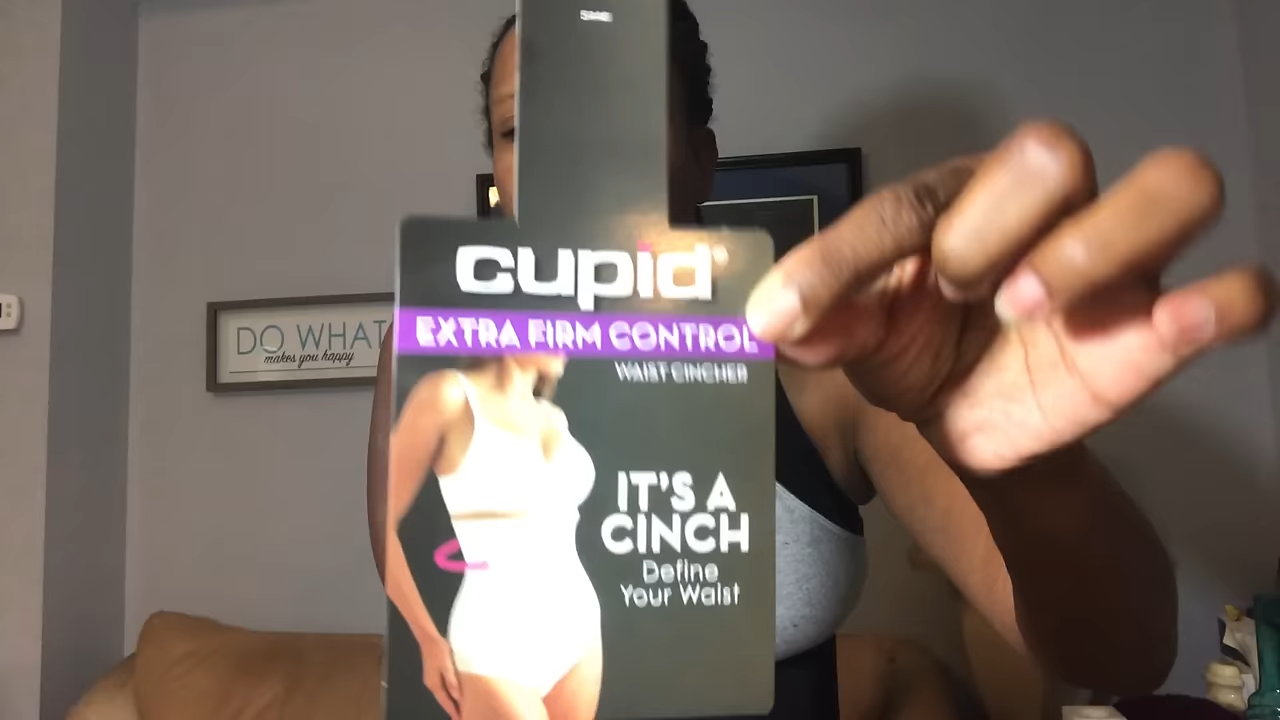 cupid
EXTRA FIRM CONTROL
WAIST CINCHER
DO WHAT
makes you happy
IT'S A
CINCH
Define
Your Waist